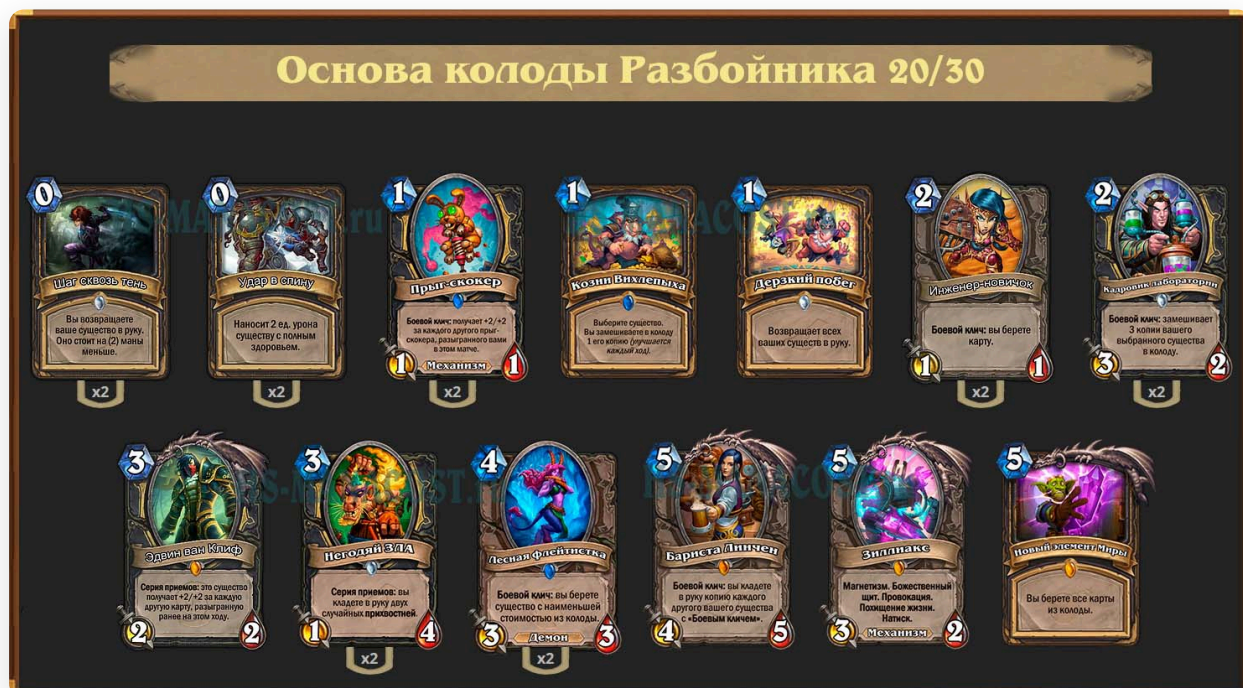 Основа колоды Разбойника 20/30
0
Шаг сквозь тень
Вы возвращаете
ваше существо в руку.
Оно стоит на (2) маны
меньше.
x2
0
Удар в спину
Наносит 2 ед. урона
существу с полным
здоровьем.
x2
1
Прыг-скокер
Боевой клич: получает +2/+2
за каждого другого прыг-
скокера, разыгранного вами
в этом матче.
1 Механизм 1
x2
1
Козни Вихлепыха
Выберите существо.
Вы замешиваете в колоду
1 его копию (улучшается
каждый ход).
1
Дерзкий побег
Возвращает всех
ваших существ в руку.
2
Инженер-новичок
Боевой клич: вы берете
карту.
1 1
x2
2
Кадровик лаборатории
Боевой клич: замешивает
3 копии вашего
выбранного существа
в колоду.
3 2
x2
3
Эдвин ван Клиф
Серия приемов: это существо
получает +2/+2 за каждую
другую карту, разыгранную
ранее на этом ходу.
2 2
3
Негодяй ЗЛА
Серия приемов: вы
кладете в руку двух
случайных прихвостней.
1 4
x2
4
Лесная флейтистка
Боевой клич: вы берете
существо с наименьшей
стоимостью из колоды.
3 Демон 3
x2
5
Бариста Линчен
Боевой клич: вы кладете
в руку копию каждого
другого вашего существа
с «Боевым кличем».
4 5
5
Зиллиакс
Магнетизм. Божественный
щит. Провокация.
Похищение жизни.
Натиск.
3 Механизм 2
5
Новый элемент Миры
Вы берете все карты
из колоды.